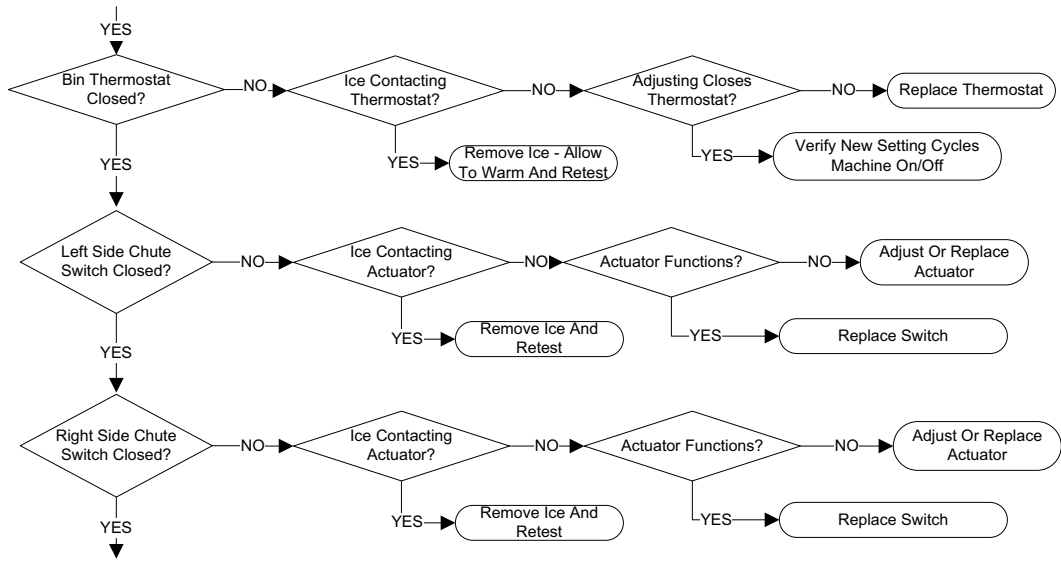 YES
Bin Thermostat
Closed?
NO
Ice Contacting
Thermostat?
NO
Adjusting Closes
Thermostat?
NO
Replace Thermostat
YES
YES
Remove Ice - Allow
To Warm And Retest
YES
Verify New Setting Cycles
Machine On/Off
Left Side Chute
Switch Closed?
NO
Ice Contacting
Actuator?
NO
Actuator Functions?
NO
Adjust Or Replace
Actuator
YES
YES
Remove Ice And
Retest
YES
Replace Switch
Right Side Chute
Switch Closed?
NO
Ice Contacting
Actuator?
NO
Actuator Functions?
NO
Adjust Or Replace
Actuator
YES
YES
Remove Ice And
Retest
YES
Replace Switch